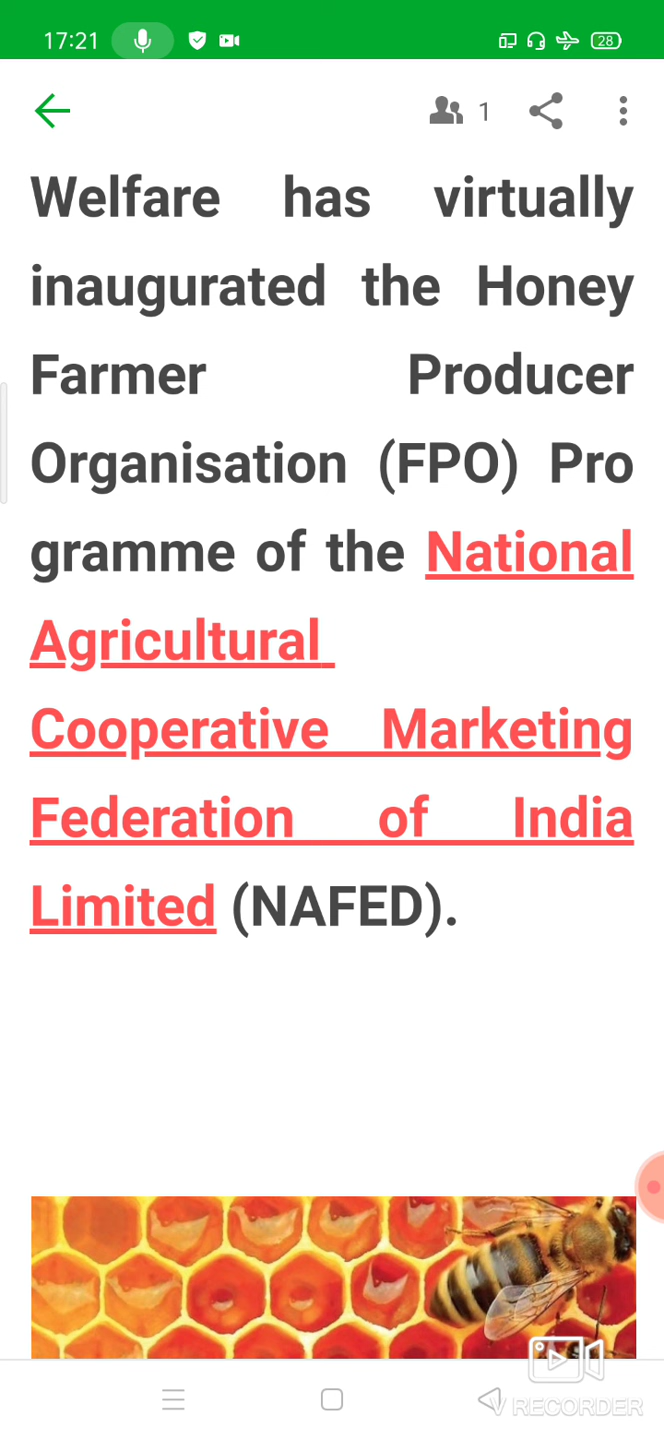 17:21
28
1
Welfare has virtually
inaugurated the Honey
Farmer Producer
Organisation (FPO) Pro
gramme of the National
Agricultural
Cooperative Marketing
Federation of India
Limited (NAFED).
V RECORDER